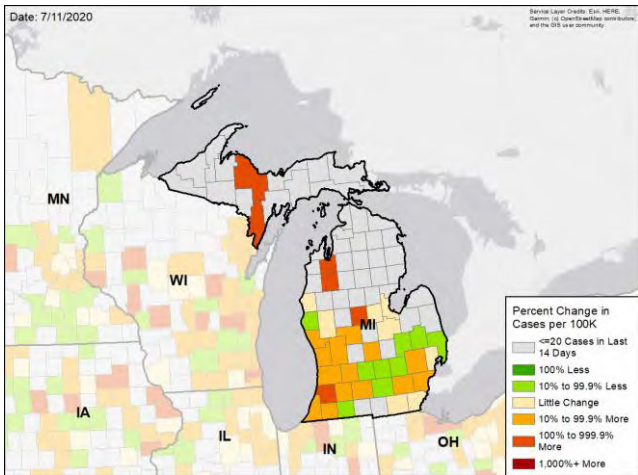 Date: 7/11/2020
Service Layer Credits: Esri, HERE,
Garmin, (c) OpenStreetMap contributors,
and the GIS user community
MN
WI
MI
IA
IL
IN
OH
Percent Change in
Cases per 100K
<=20 Cases in Last
14 Days
100% Less
10% to 99.9% Less
Little Change
10% to 99.9% More
100% to 999.9%
More
1,000%+ More